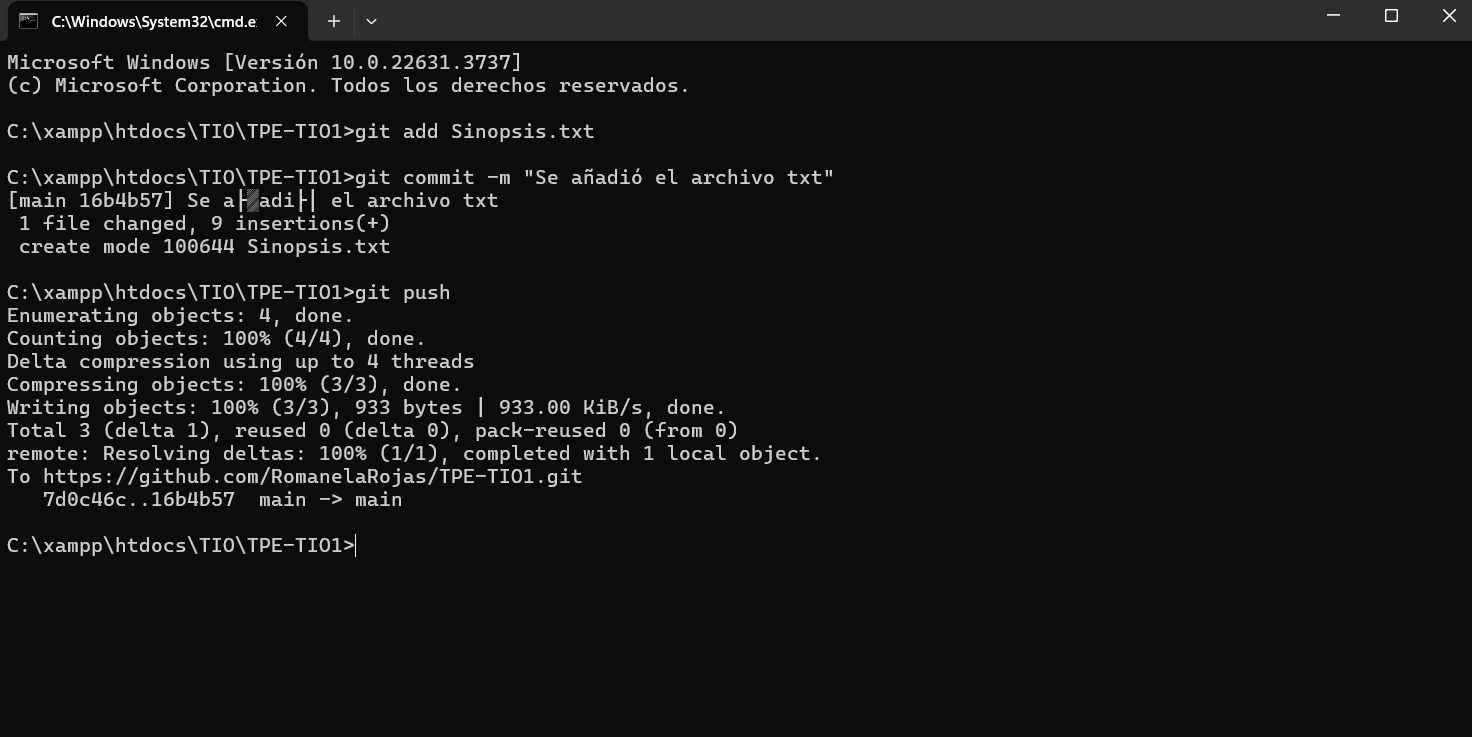 C:\Windows\System32\cmd.e
Microsoft Windows [Versión 10.0.22631.3737]
(c) Microsoft Corporation. Todos los derechos reservados.
C:\xampp\htdocs\TIO\TPE-TIO1>git add Sinopsis.txt
C:\xampp\htdocs\TIO\TPE-TIO1>git commit -m "Se añadió el archivo txt"
[main 16b4b57] Se a├▒adi├│ el archivo txt
 1 file changed, 9 insertions(+)
 create mode 100644 Sinopsis.txt
C:\xampp\htdocs\TIO\TPE-TIO1>git push
Enumerating objects: 4, done.
Counting objects: 100% (4/4), done.
Delta compression using up to 4 threads
Compressing objects: 100% (3/3), done.
Writing objects: 100% (3/3), 933 bytes | 933.00 KiB/s, done.
Total 3 (delta 1), reused 0 (delta 0), pack-reused 0 (from 0)
remote: Resolving deltas: 100% (1/1), completed with 1 local object.
To https://github.com/RomanelaRojas/TPE-TIO1.git
   7d0c46c..16b4b57  main -> main
C:\xampp\htdocs\TIO\TPE-TIO1>